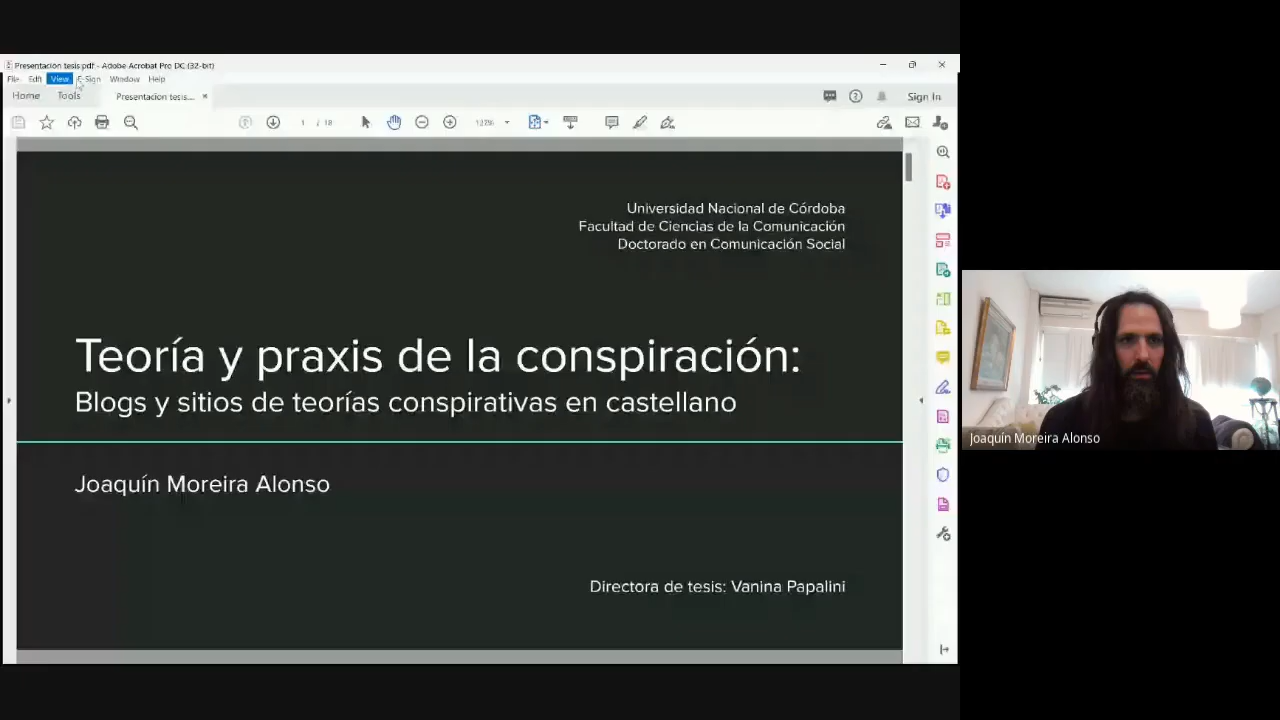 Presentación tesis.pdf - Adobe Acrobat Pro DC (32-bit)
File Edit View E-Sign Window Help
Home Tools Presentacion tesis... × Sign In
1 / 18 137%
Universidad Nacional de Córdoba
Facultad de Ciencias de la Comunicación
Doctorado en Comunicación Social
Teoría y praxis de la conspiración:
Blogs y sitios de teorías conspirativas en castellano
Joaquín Moreira Alonso
Directora de tesis: Vanina Papalini
Joaquín Moreira Alonso